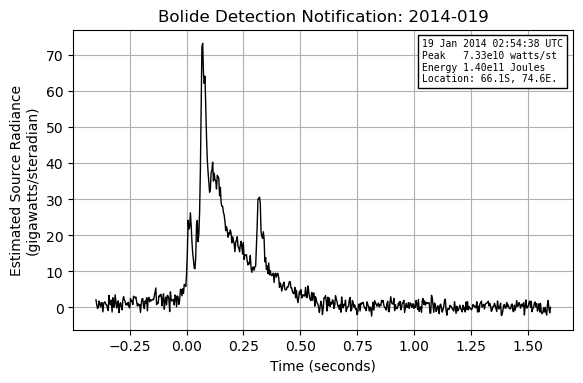 Bolide Detection Notification: 2014-019
19 Jan 2014 02:54:38 UTC
Peak   7.33e10 watts/st
Energy 1.40e11 Joules
Location: 66.1S, 74.6E.
Estimated Source Radiance
(gigawatts/steradian)
70
60
50
40
30
20
10
0
−0.25
0.00
0.25
0.50
0.75
1.00
1.25
1.50
Time (seconds)